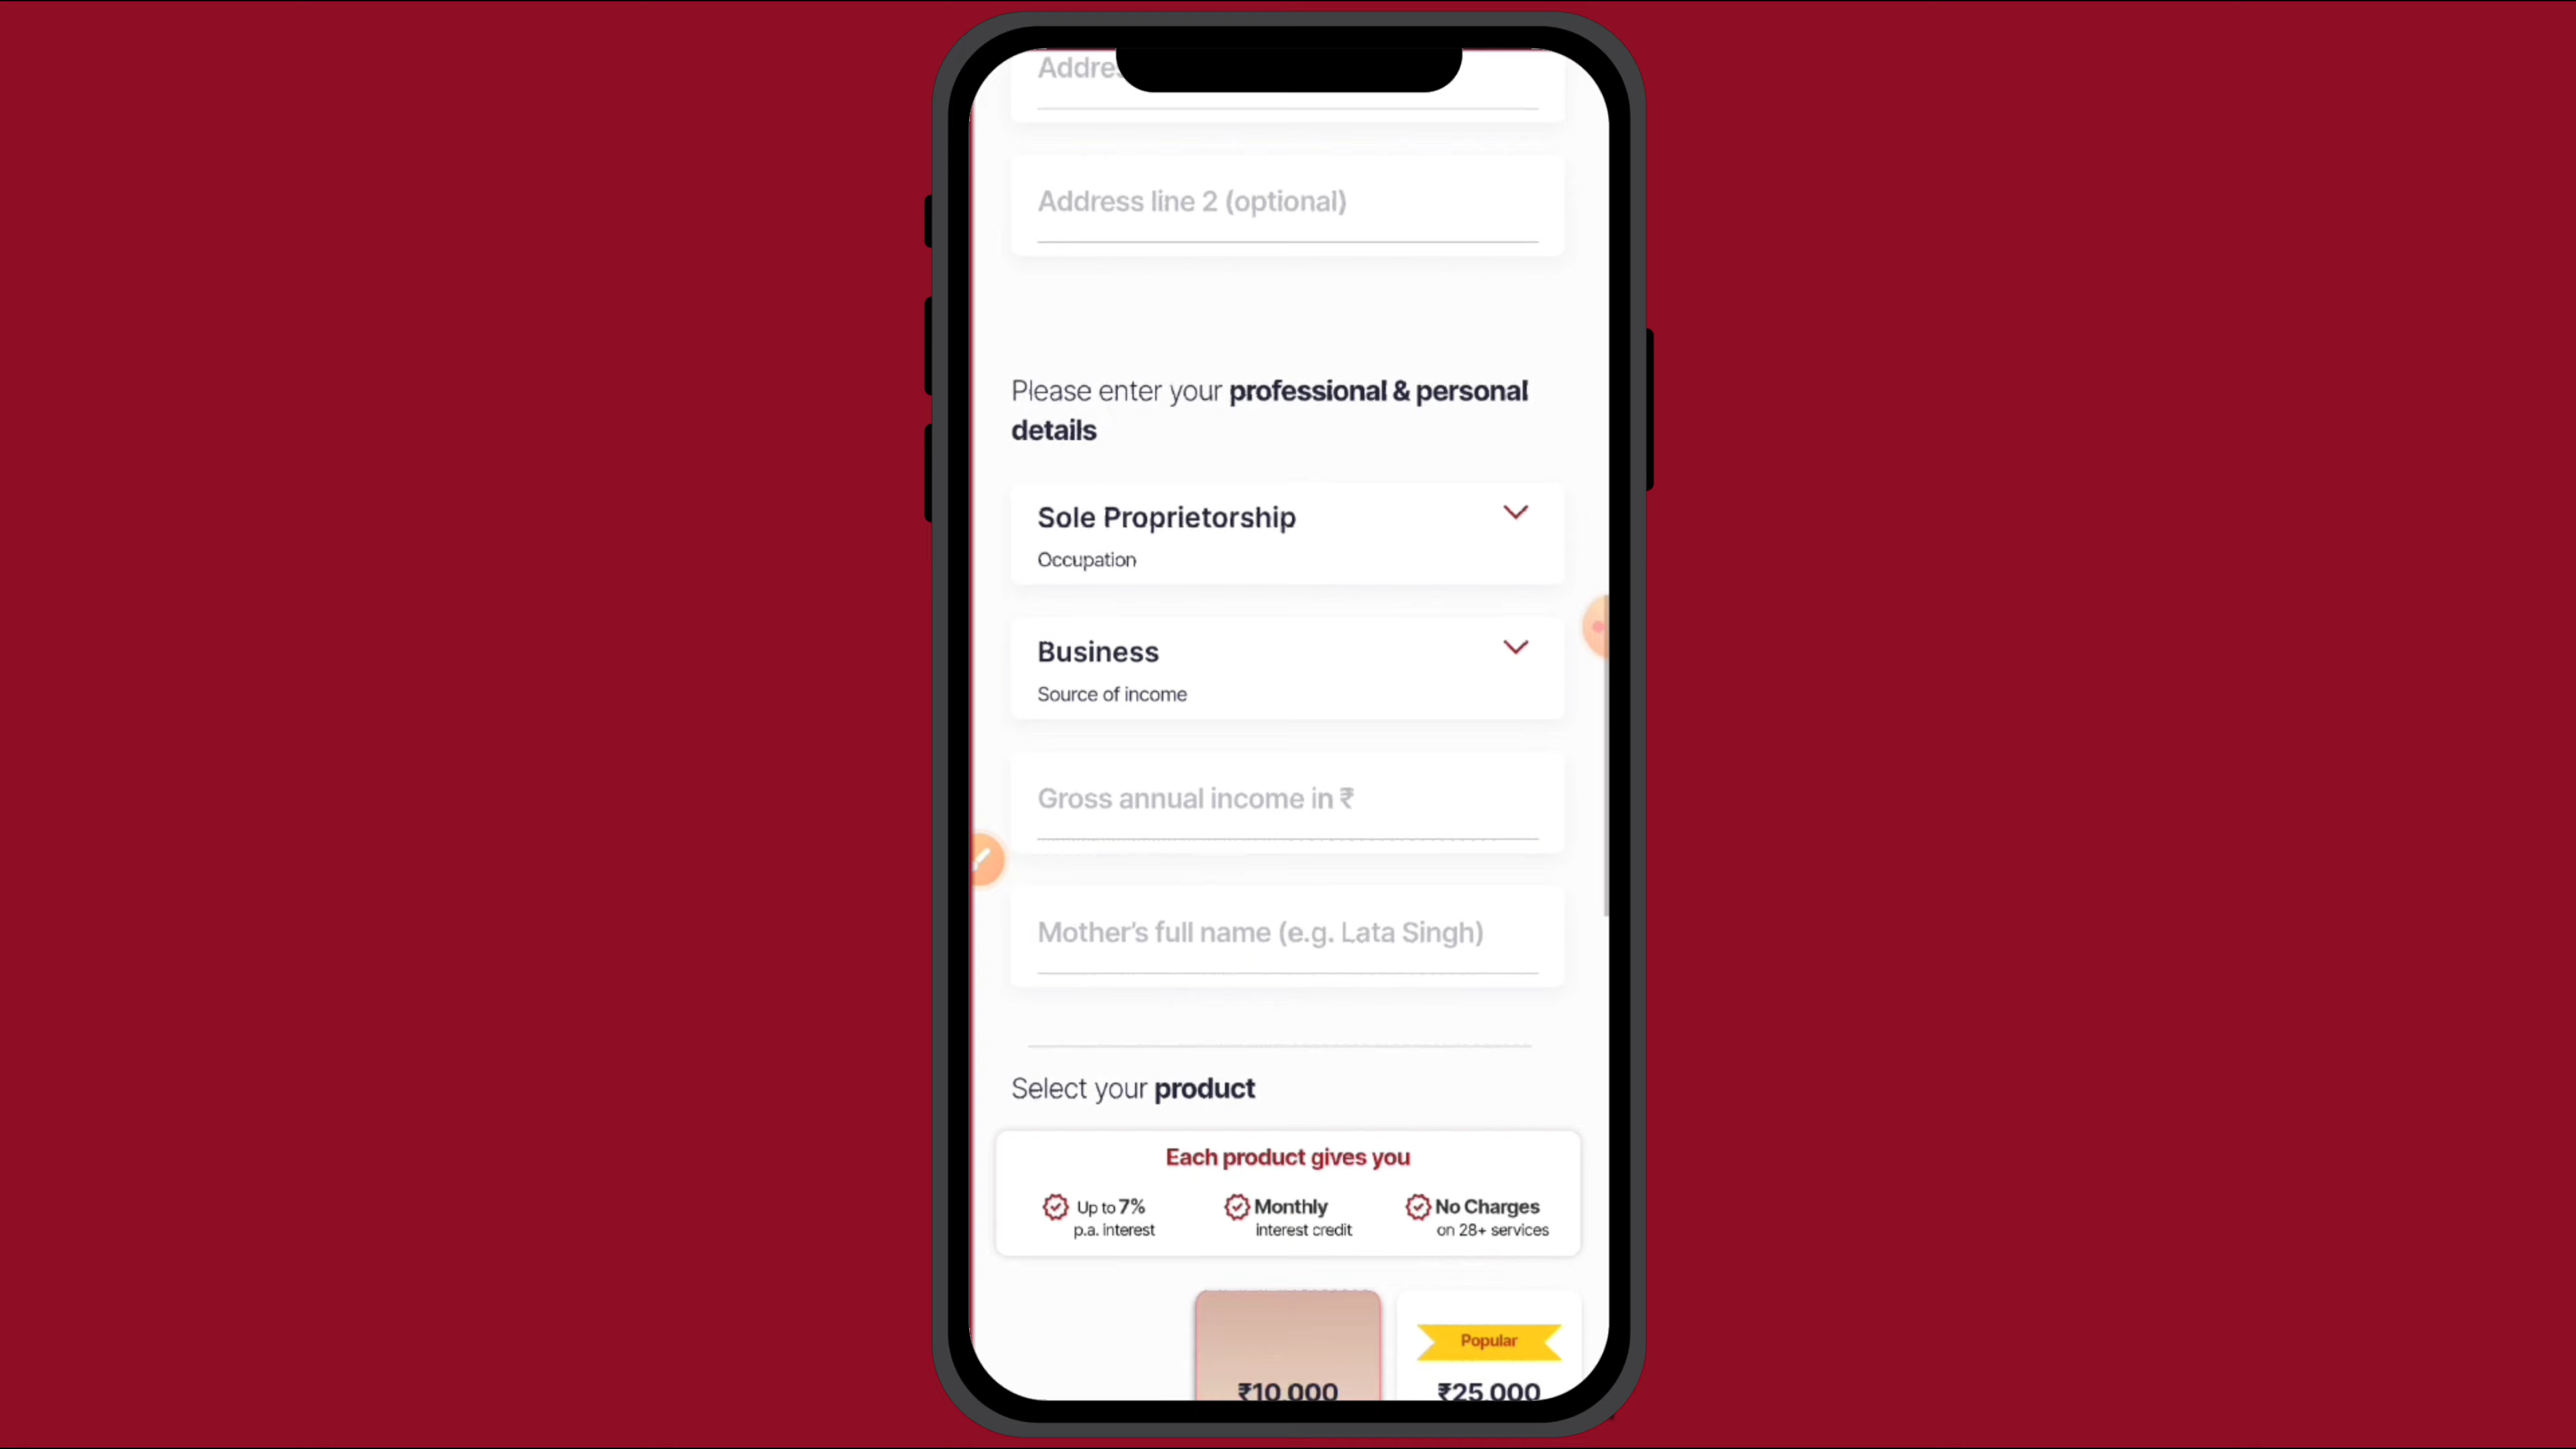 Addres
Address line 2 (optional)
Please enter your professional & personal
details
Sole Proprietorship
Occupation
Business
Source of income
Gross annual income in ₹
Mother's full name (e.g. Lata Singh)
Select your product
Each product gives you
Up to 7%
p.a. interest
Monthly
interest credit
No Charges
on 28+ services
Popular
₹10,000
₹25,000